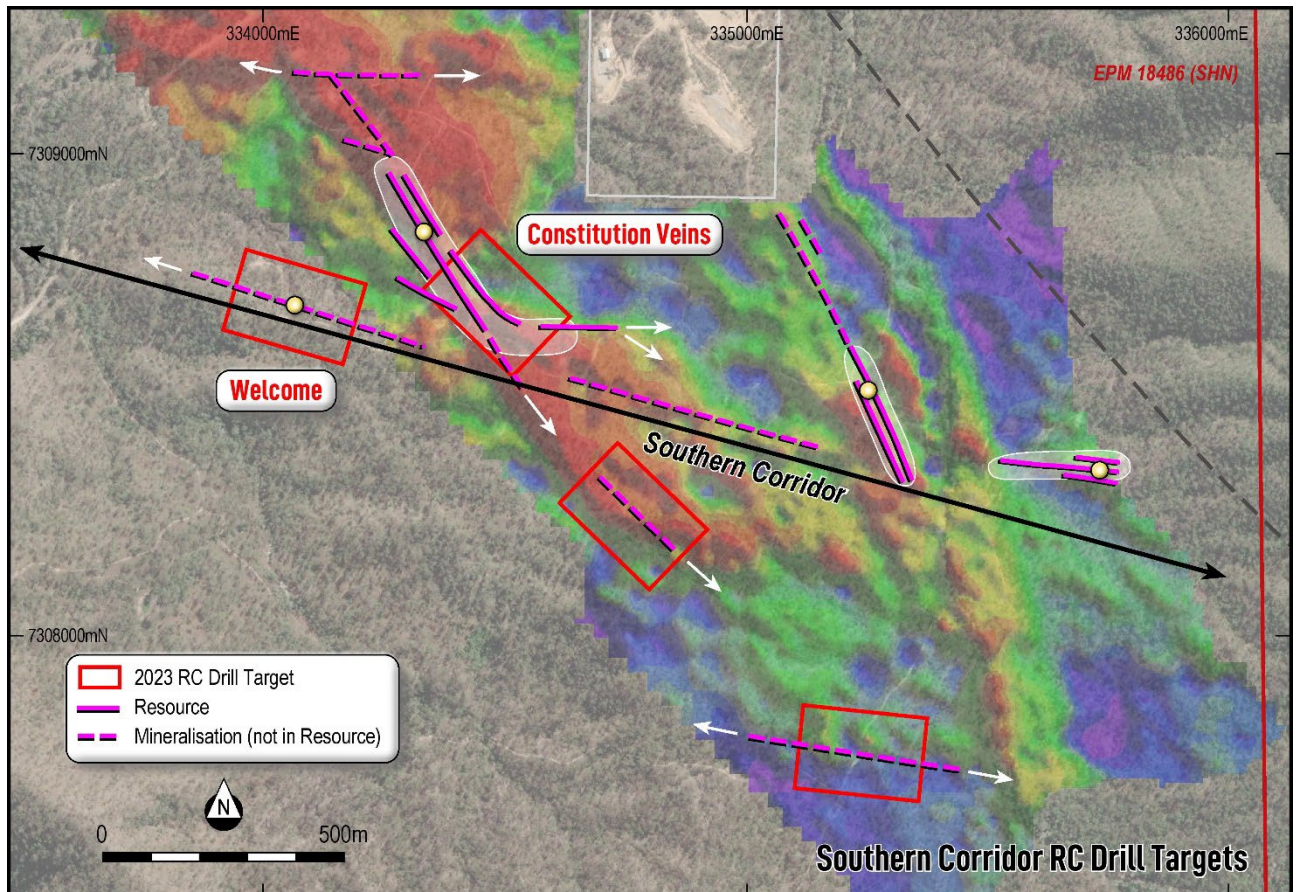 334000mE
335000mE
336000mE
EPM 18486 (SHN)
7309000mN
Constitution Veins
Welcome
Southern Corridor
7308000mN
2023 RC Drill Target
Resource
Mineralisation (not in Resource)
N
0
500m
Southern Corridor RC Drill Targets